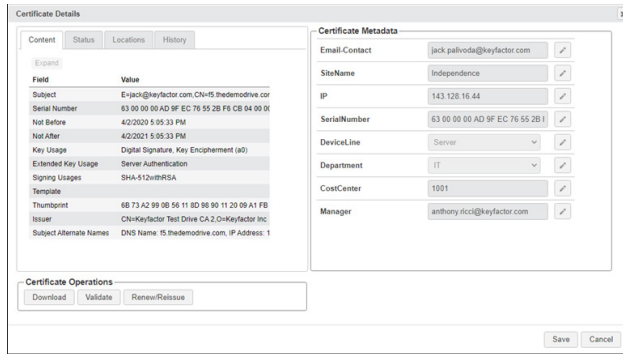 Certificate Details
Content Status Locations History
Expand
Field Value
Subject E=jack@keyfactor.com,CN=f5.thedemodrive.cor
Serial Number 63 00 00 00 AD 9F EC 76 55 2B F6 CB 04 00 00
Not Before 4/2/2020 5:05:33 PM
Not After 4/2/2021 5:05:33 PM
Key Usage Digital Signature, Key Encipherment (a0)
Extended Key Usage Server Authentication
Signing Usages SHA-512withRSA
Template
Thumbprint 6B 73 A2 99 0B 56 11 8D 98 90 11 20 09 A1 FB
Issuer CN=Keyfactor Test Drive CA 2,O=Keyfactor Inc
Subject Alternate Names DNS Name: f5.thedemodrive.com, IP Address: 1
Certificate Metadata
Email-Contact jack.palivoda@keyfactor.com
SiteName Independence
IP 143.128.16.44
SerialNumber 63 00 00 00 AD 9F EC 76 55 2B I
DeviceLine Server
Department IT
CostCenter 1001
Manager anthony.ricci@keyfactor.com
Certificate Operations
Download Validate Renew/Reissue
Save Cancel